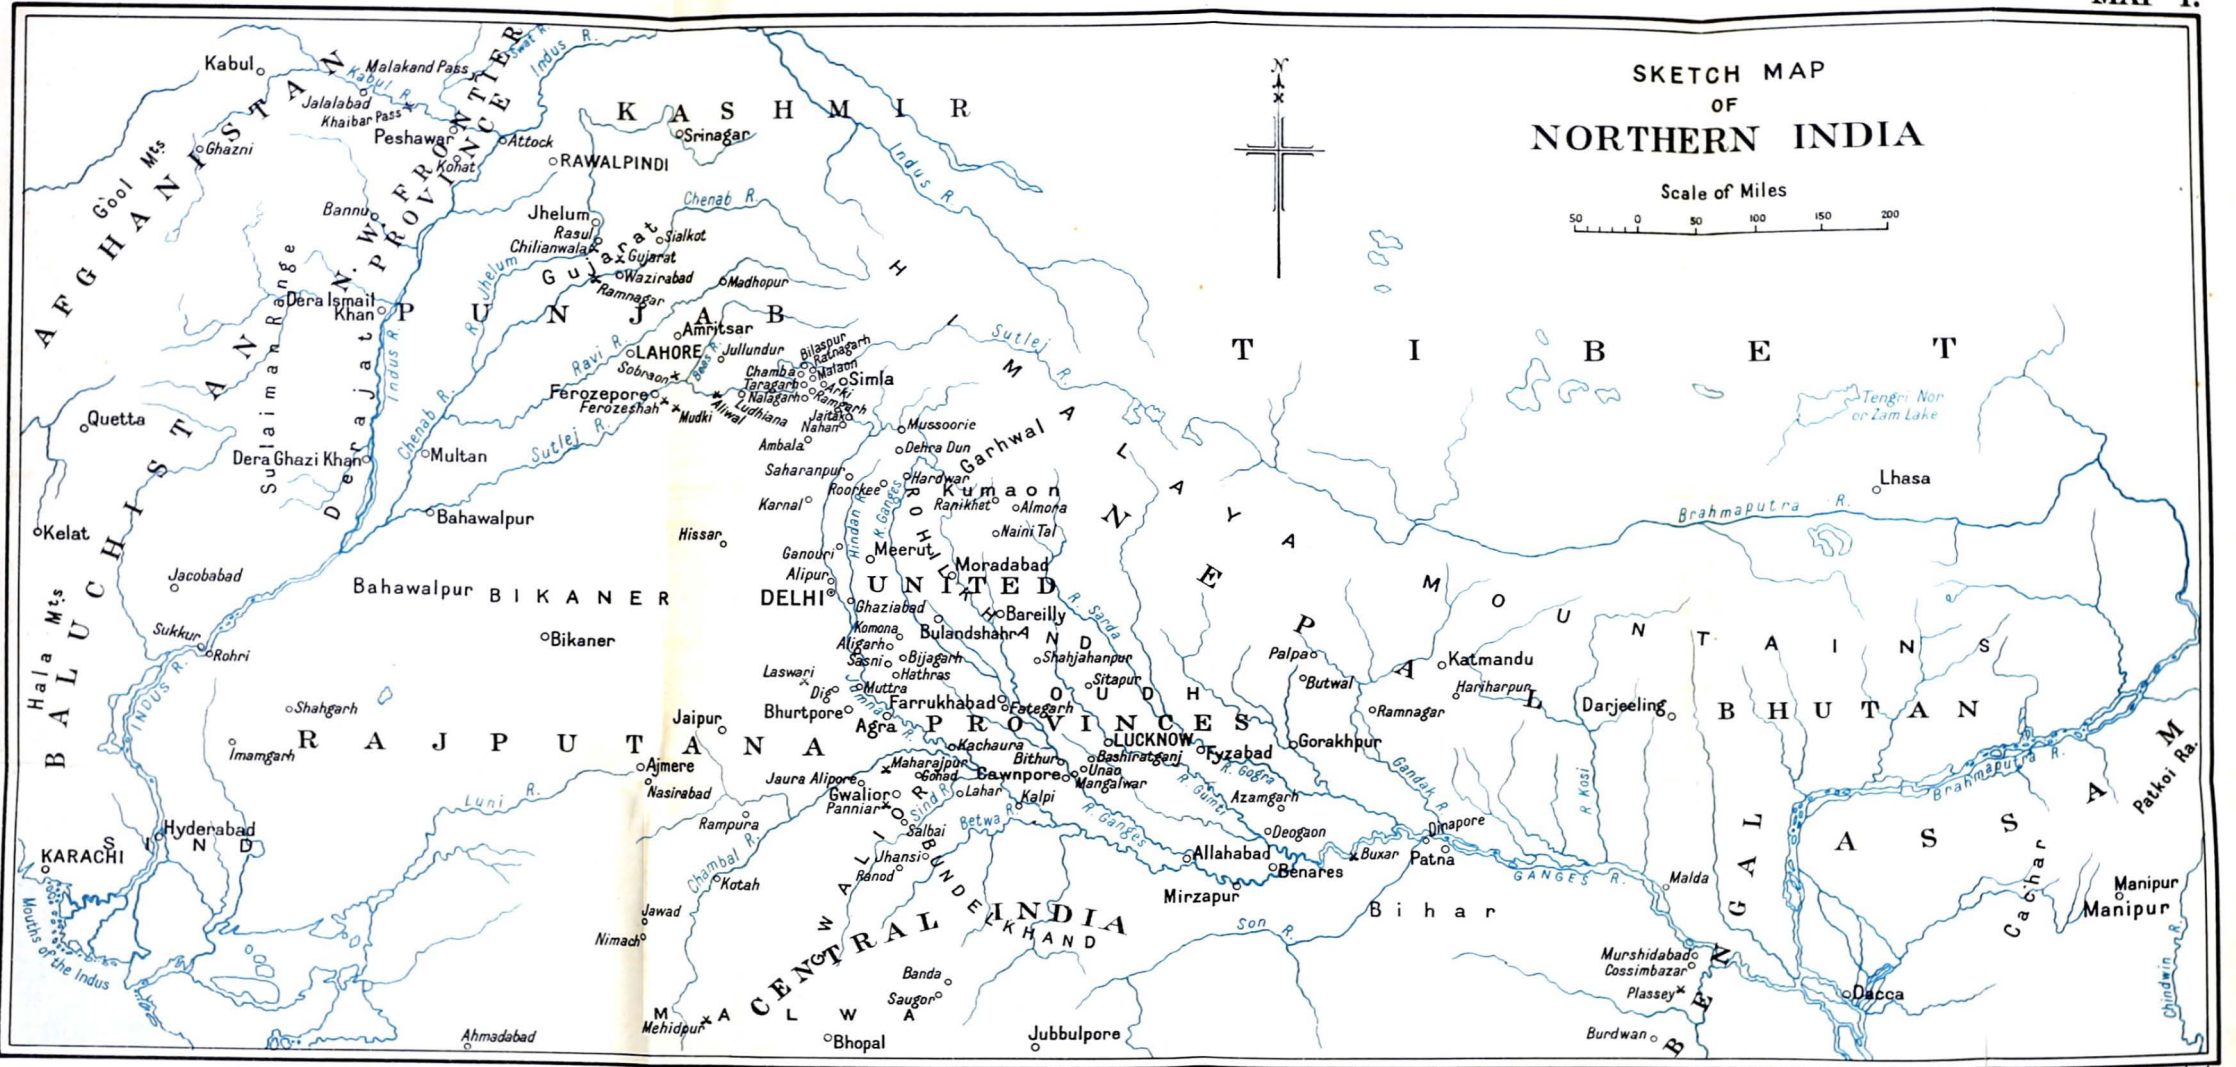 MAP I.
SKETCH MAP
OF
NORTHERN INDIA
Scale of Miles
50 0 50 100 150 200
N
AFGHANISTAN
Kabul
Kabul R.
Malakand Pass
Swat R.
Indus R.
Jalalabad
Khaibar Pass
Peshawar
Attock
Ghazni
Gool Mts
Kohat
RAWALPINDI
N. W. FRONTIER
PROVINCE
Bannu
KASHMIR
Srinagar
Indus R.
Chenab R.
Jhelum
Rasul
Chilianwala
Gujarat
Sialkot
Gujarat
Wazirabad
Ramnagar
Madhopur
R. Jhelum
Dera Ismail
Khan
PUNJAB
Amritsar
LAHORE
Ravi R.
Beas R.
Jullundur
Sobraon
Ferozepore
Ferozeshah
Mudki
Aliwal
Ludhiana
Bilaspur
Ratnagarh
Chamba
Malaon
Taragarh
Arki
Nalagarh
Ramgarh
Simla
Jaitak
Nahan
Ambala
Sutlej R.
Sutlej R.
Chenab R.
Indus R.
Sulaiman Range
Derajat
Dera Ghazi Khan
Multan
Quetta
Kelat
BALUCHISTAN
Hala Mts
Bahawalpur
Bahawalpur
BIKANER
Bikaner
Jacobabad
Sukkur
Rohri
INDUS R.
Shahgarh
Imamgarh
RAJPUTANA
Luni R.
Hyderabad
SIND
KARACHI
Mouths of the Indus
Ahmadabad
HIMALAYA MOUNTAINS
TIBET
Tengri Nor
or Zam Lake
Lhasa
Brahmaputra R.
Mussoorie
Dehra Dun
Garhwal
Saharanpur
Hardwar
Roorkee
Kumaon
Ranikhet
Almora
Naini Tal
Karnal
Hindan R.
R. Ganges
ROHILKHAND
Hissar
Ganouri
Meerut
Moradabad
Alipur
DELHI
Ghaziabad
UNITED
PROVINCES
Bareilly
R. Sarda
Komona
Bulandshahr
Aligarh
Sasni
Bijagarh
Hathras
Shahjahanpur
Sitapur
Laswari
Dig
Muttra
Bhurtpore
Agra
Jumna R.
Farrukhabad
Fategarh
OUDH
Jaipur
Ajmere
Nasirabad
Rampura
Chambal R.
Kotah
Jawad
Nimach
Mehidpur
MALWA
Kachaura
Maharajpur
Gohad
Jaura Alipore
Gwalior
Panniar
Sind R.
Lahar
Salbai
Betwa R.
Kalpi
Bithur
Cawnpore
LUCKNOW
Bashiratganj
Unao
Mangalwar
Fyzabad
R. Gogra
R. Gumti
Azamgarh
Gorakhpur
R. Ganges
Jhansi
Ranod
GWALIOR
BUNDELKHAND
CENTRAL INDIA
Banda
Saugor
Bhopal
Jubbulpore
Allahabad
Mirzapur
Deogaon
Benares
Buxar
Dinapore
Patna
Son R.
Bihar
GANGES R.
NEPAL
Palpa
Butwal
Ramnagar
Katmandu
Hariharpur
Gandak R.
R Kosi
Darjeeling
BHUTAN
Brahmaputra R.
ASSAM
Patkoi Ra.
Cachar
Manipur
Manipur
Chindwin R.
Malda
BENGAL
Murshidabad
Cossimbazar
Plassey
Burdwan
Dacca